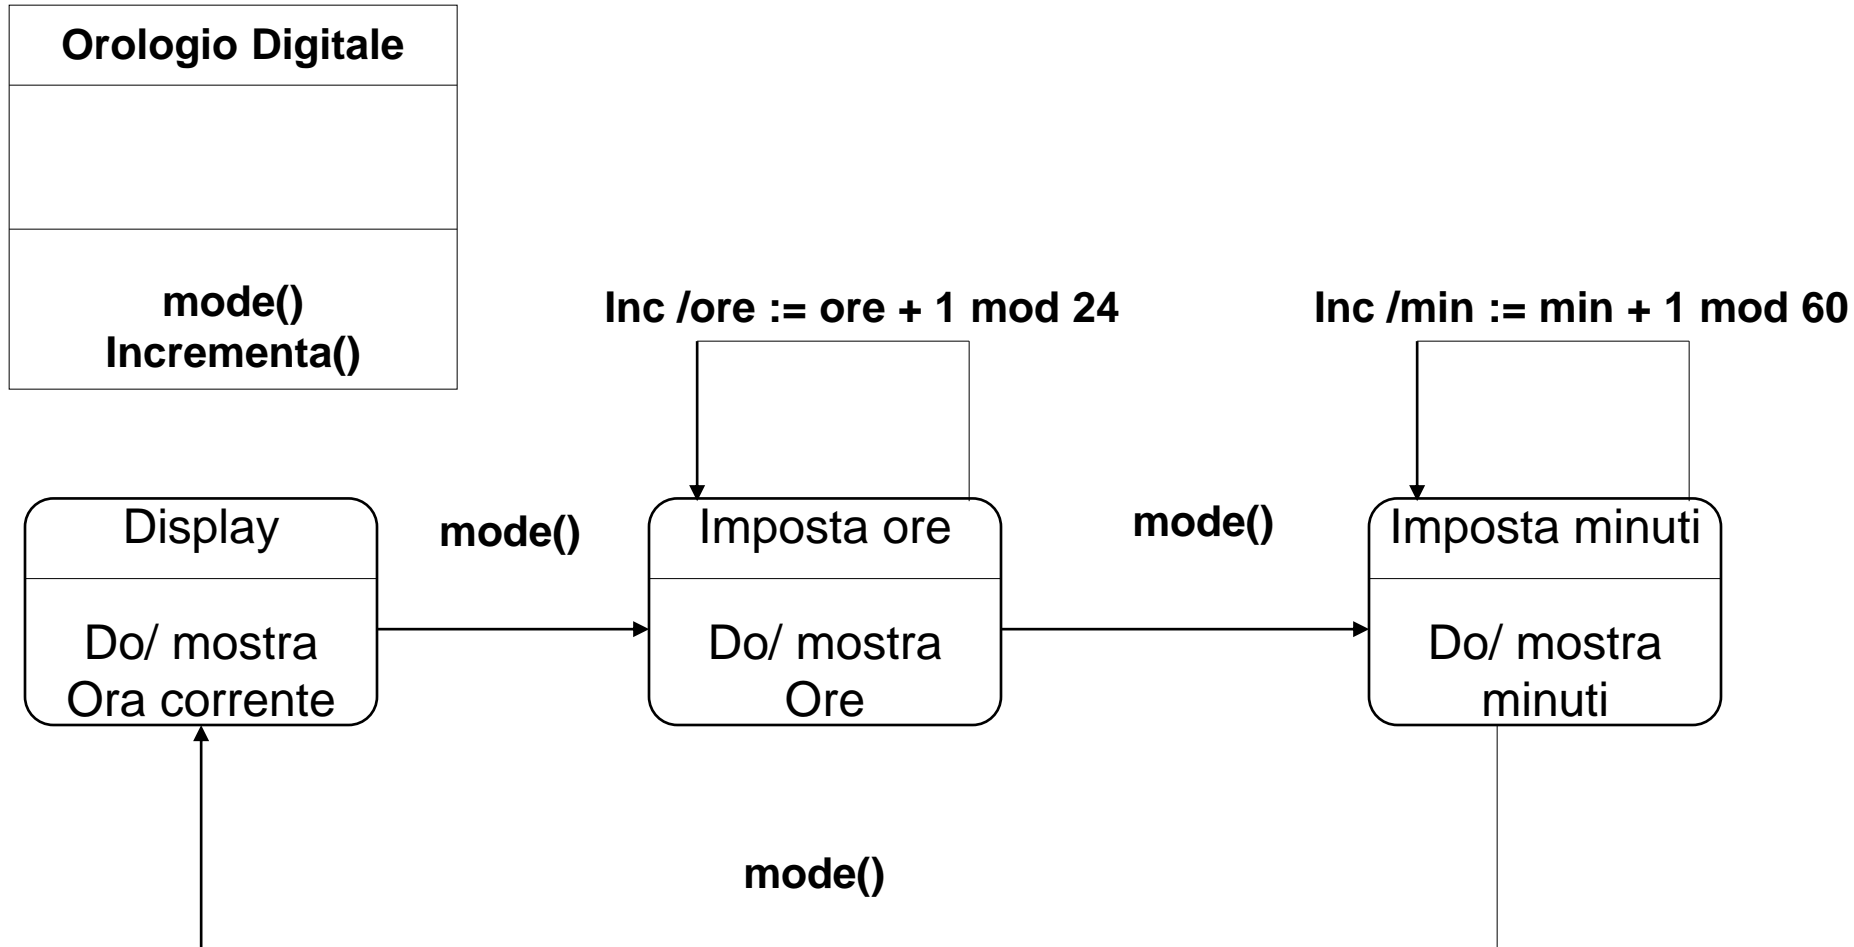 Orologio Digitale
mode()
Incrementa()
Inc /ore := ore + 1 mod 24
Inc /min := min + 1 mod 60
Display
Do/ mostra
Ora corrente
mode()
Imposta ore
Do/ mostra
Ore
mode()
Imposta minuti
Do/ mostra
minuti
mode()